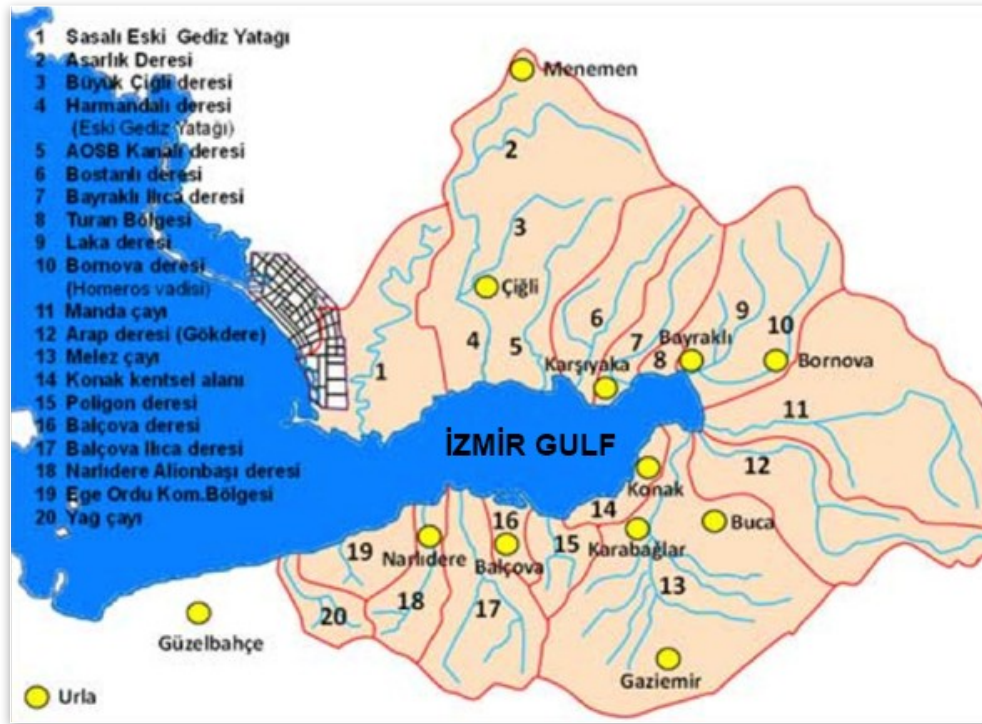 1 Sasalı Eski Gediz Yatağı
2 Asarlık Deresi
3 Büyük Çiğli deresi
4 Harmandalı deresi
(Eski Gediz Yatağı)
5 AOSB Kanalı deresi
6 Bostanlı deresi
7 Bayraklı Ilıca deresi
8 Turan Bölgesi
9 Laka deresi
10 Bornova deresi
(Homeros vadisi)
11 Manda çayı
12 Arap deresi (Gökdere)
13 Melez çayı
14 Konak kentsel alanı
15 Poligon deresi
16 Balçova deresi
17 Balçova Ilıca deresi
18 Narlıdere Alionbaşı deresi
19 Ege Ordu Kom.Bölgesi
20 Yağ çayı
Menemen
2
3
Çiğli
9
6
10
4
5
7
Bayraklı
8
Bornova
1
Karşıyaka
11
İZMİR GULF
12
Konak
14
16
Buca
15
Karabağlar
19
Narlıdere
Balçova
13
18
17
20
Güzelbahçe
Gaziemir
Urla